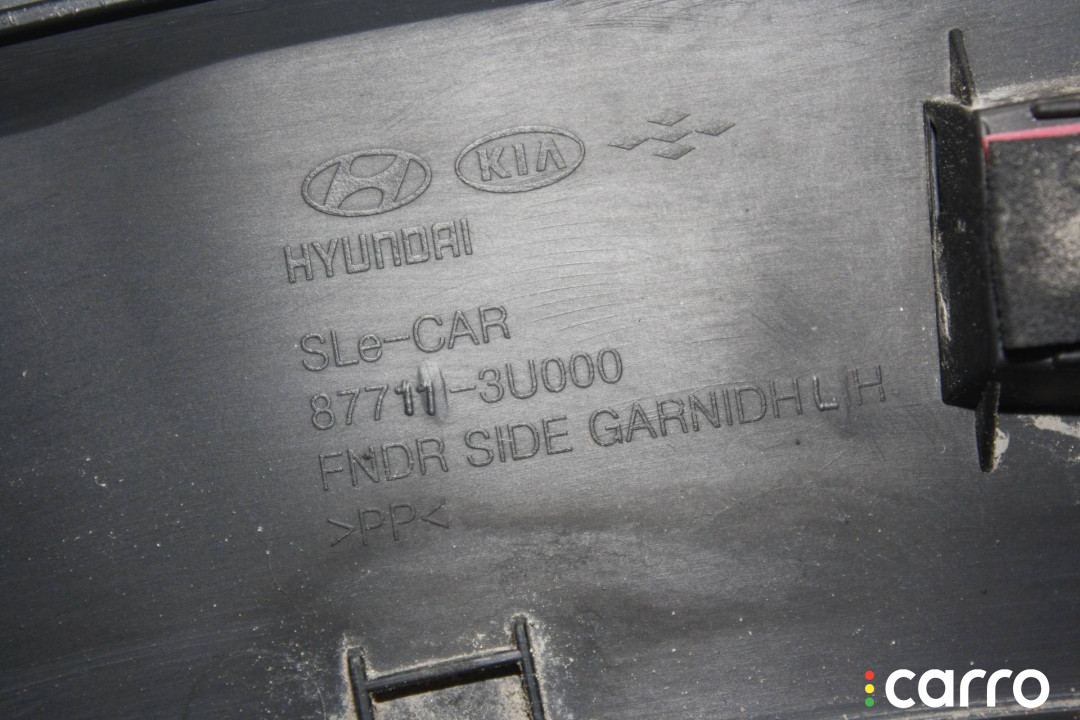 KIA
HYUNDAI
SLe-CAR
87711-3U000
FNDR SIDE GARNIDH LH
>PP<
carro